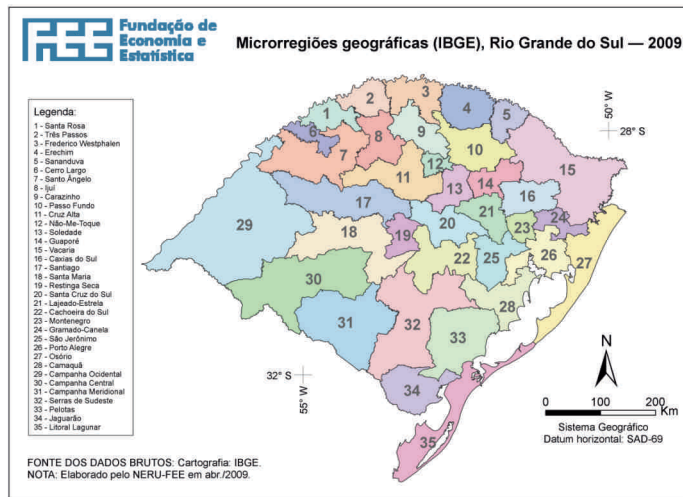 FEE
Fundação de
Economia e
Estatística
Microrregiões geográficas (IBGE), Rio Grande do Sul — 2009
Legenda:
1 - Santa Rosa
2 - Três Passos
3 - Frederico Westphalen
4 - Erechim
5 - Sananduva
6 - Cerro Largo
7 - Santo Ângelo
8 - Ijuí
9 - Carazinho
10 - Passo Fundo
11 - Cruz Alta
12 - Não-Me-Toque
13 - Soledade
14 - Guaporé
15 - Vacaria
16 - Caxias do Sul
17 - Santiago
18 - Santa Maria
19 - Restinga Seca
20 - Santa Cruz do Sul
21 - Lajeado-Estrela
22 - Cachoeira do Sul
23 - Montenegro
24 - Gramado-Canela
25 - São Jerônimo
26 - Porto Alegre
27 - Osório
28 - Camaquã
29 - Campanha Ocidental
30 - Campanha Central
31 - Campanha Meridional
32 - Serras de Sudeste
33 - Pelotas
34 - Jaguarão
35 - Litoral Lagunar
1
2
3
4
5
6
7
8
9
10
11
12
13
14
15
16
17
18
19
20
21
22
23
24
25
26
27
28
29
30
31
32
33
34
35
50° W
28° S
32° S
55° W
N
0 100 200
Km
Sistema Geográfico
Datum horizontal: SAD-69
FONTE DOS DADOS BRUTOS: Cartografia: IBGE.
NOTA: Elaborado pelo NERU-FEE em abr./2009.